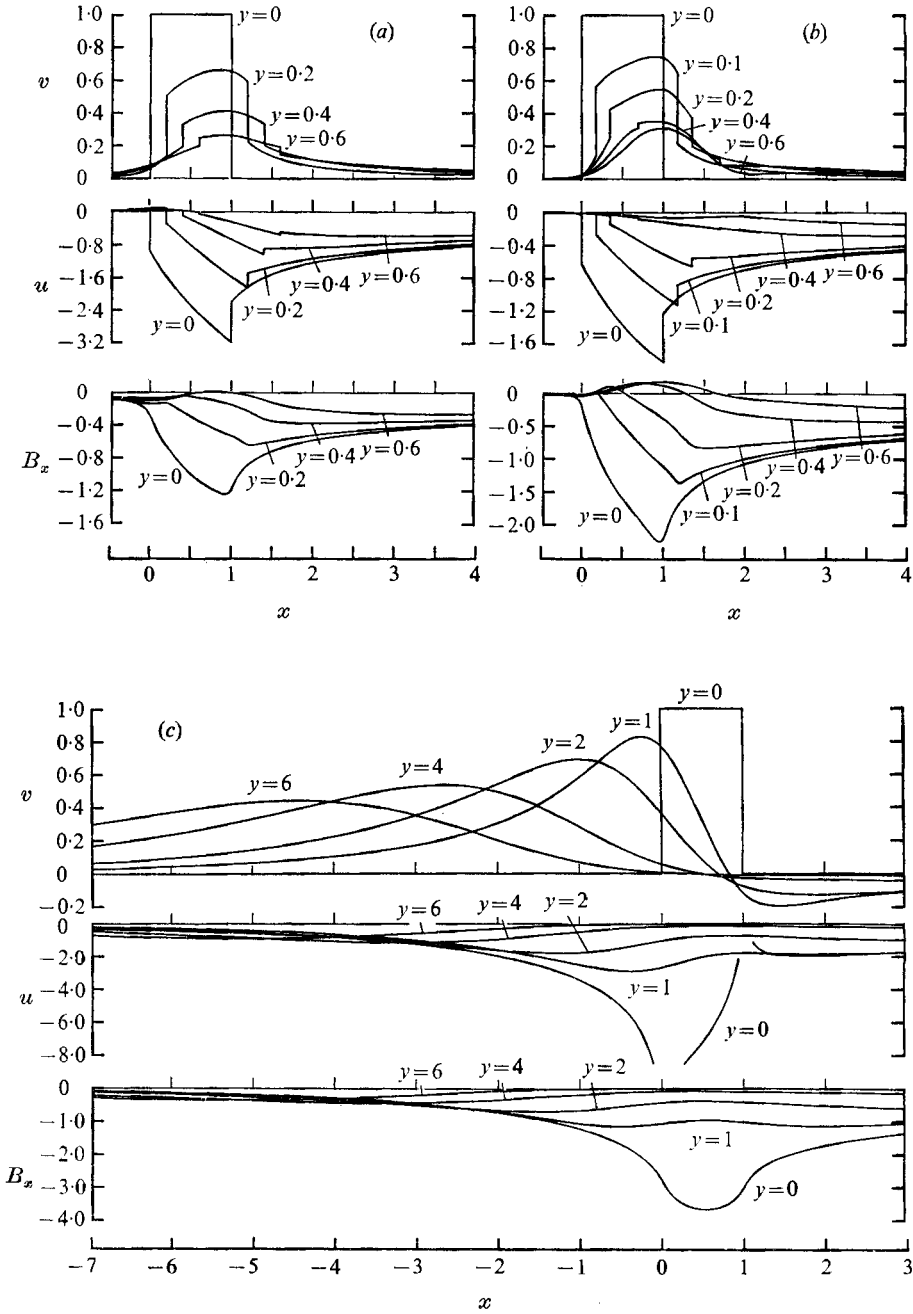 (a)
1·0
0·8
0·6
0·4
0·2
0
v
y=0
y=0·2
y=0·4
y=0·6
(b)
1·0
0·8
0·6
0·4
0·2
0
y=0
y=0·1
y=0·2
y=0·4
y=0·6
0
−0·8
−1·6
−2·4
−3·2
u
y=0
y=0·2
y=0·4
y=0·6
0
−0·4
−0·8
−1·2
−1·6
y=0
y=0·1
y=0·2
y=0·4
y=0·6
0
−0·4
−0·8
−1·2
−1·6
Bx
y=0
y=0·2
y=0·4
y=0·6
0
−0·5
−1·0
−1·5
−2·0
y=0
y=0·1
y=0·2
y=0·4
y=0·6
0 1 2 3 4
x
0 1 2 3 4
x
(c)
1·0
0·8
0·6
0·4
0·2
0
−0·2
v
y=6
y=4
y=2
y=1
y=0
0
−2·0
−4·0
−6·0
−8·0
u
y=6
y=4
y=2
y=1
y=0
0
−1·0
−2·0
−3·0
−4·0
Bx
y=6
y=4
y=2
y=1
y=0
−7 −6 −5 −4 −3 −2 −1 0 1 2 3
x